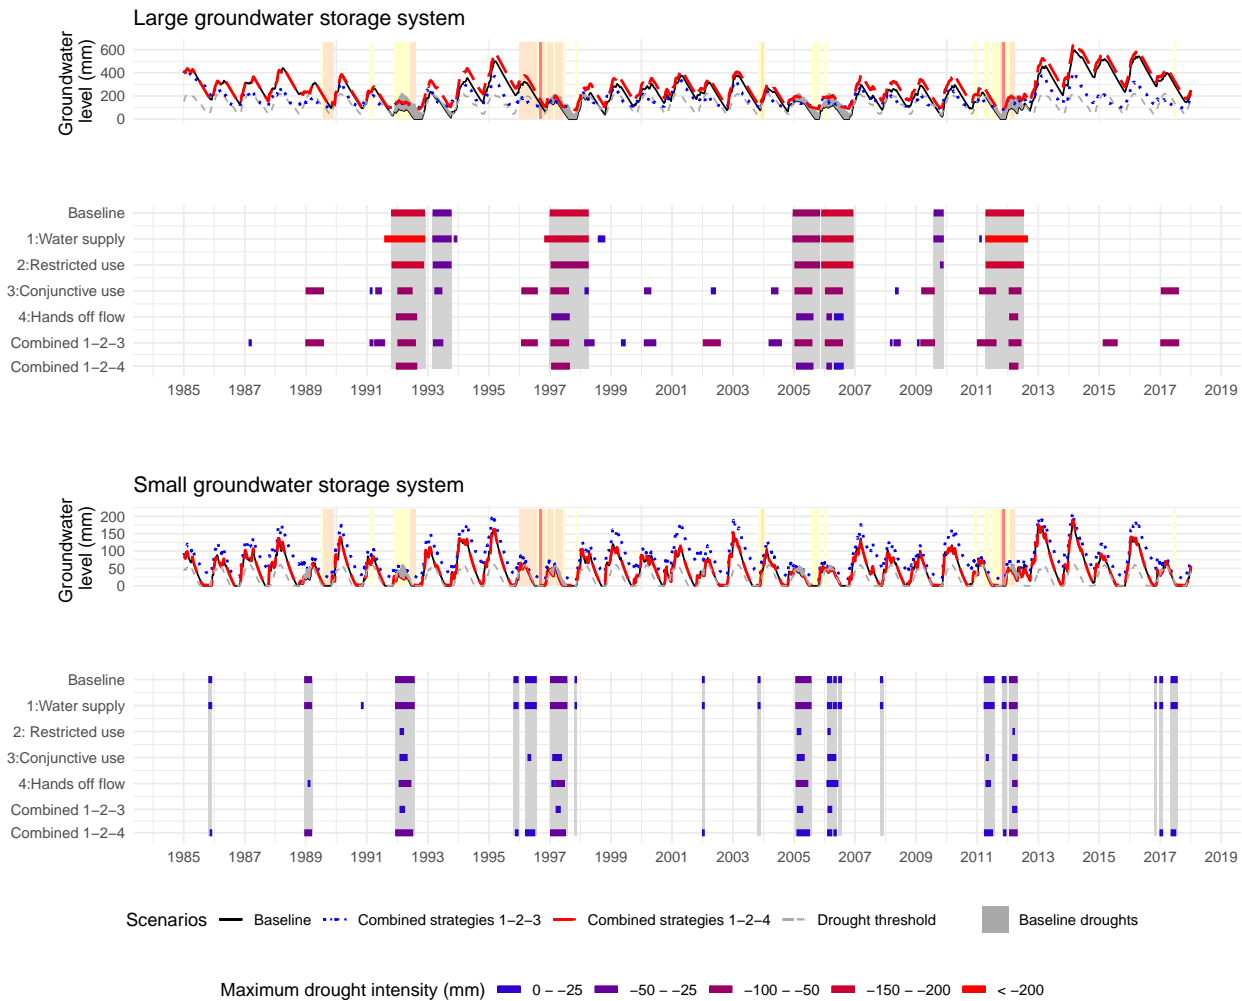 Large groundwater storage system
Groundwater
level (mm)
600
400
200
0
Baseline
1:Water supply
2:Restricted use
3:Conjunctive use
4:Hands off flow
Combined 1−2−3
Combined 1−2−4
1985 1987 1989 1991 1993 1995 1997 1999 2001 2003 2005 2007 2009 2011 2013 2015 2017 2019
Small groundwater storage system
Groundwater
level (mm)
200
150
100
50
0
Baseline
1:Water supply
2: Restricted use
3:Conjunctive use
4:Hands off flow
Combined 1−2−3
Combined 1−2−4
1985 1987 1989 1991 1993 1995 1997 1999 2001 2003 2005 2007 2009 2011 2013 2015 2017 2019
Scenarios Baseline Combined strategies 1−2−3 Combined strategies 1−2−4 Drought threshold Baseline droughts
Maximum drought intensity (mm) 0 − −25 −50 − −25 −100 − −50 −150 − −200 < −200